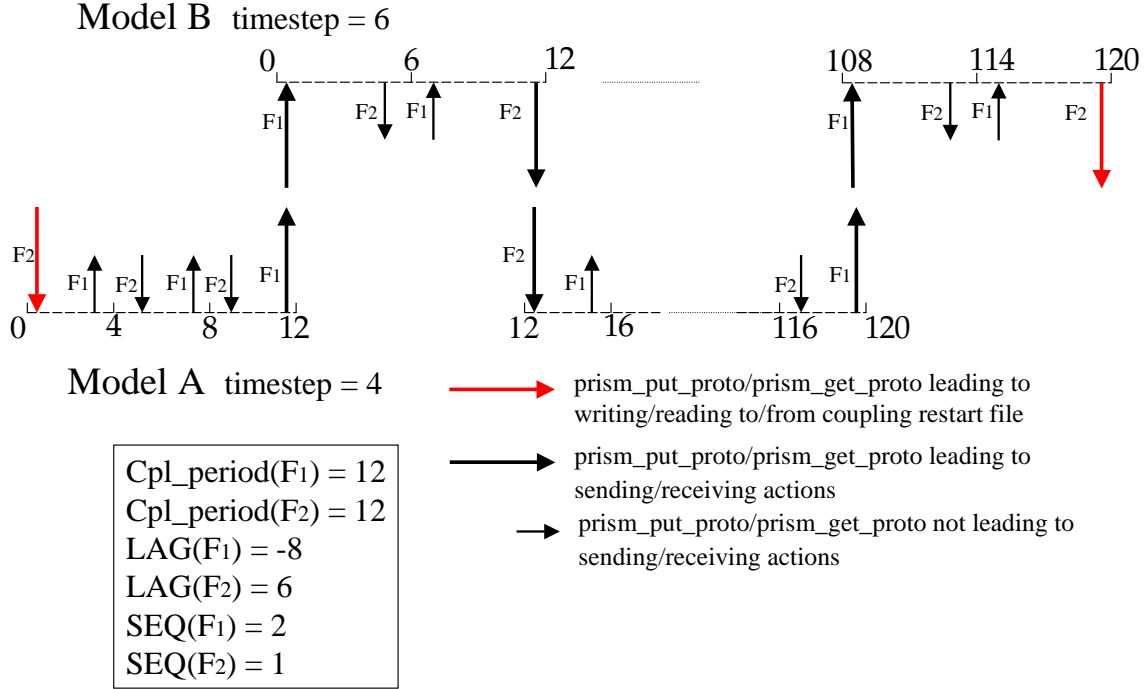 Model B timestep = 6
0 6 12 108 114 120
F1 F2 F1 F2 F1 F2 F1 F2
F2 F1 F2 F1 F2 F1 F2 F1 F2 F1
0 4 8 12 12 16 116 120
Model A timestep = 4
prism_put_proto/prism_get_proto leading to
writing/reading to/from coupling restart file
prism_put_proto/prism_get_proto leading to
sending/receiving actions
prism_put_proto/prism_get_proto not leading to
sending/receiving actions
Cpl_period(F1) = 12
Cpl_period(F2) = 12
LAG(F1) = -8
LAG(F2) = 6
SEQ(F1) = 2
SEQ(F2) = 1